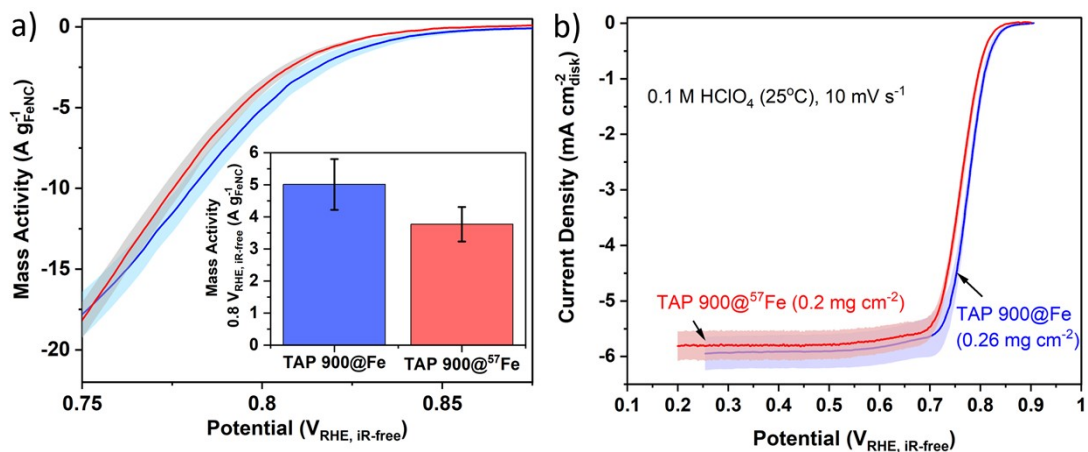 a)
0
-5
-10
-15
-20
Mass Activity (A g⁻¹FeNC)
0.75
0.8
0.85
Potential (VRHE, iR-free)
6
5
4
3
2
1
0
Mass Activity
0.8 VRHE, iR-free (A g⁻¹FeNC)
TAP 900@Fe
TAP 900@⁵⁷Fe
b)
0
-1
-2
-3
-4
-5
-6
Current Density (mA cm⁻²disk)
0.1 M HClO₄ (25°C), 10 mV s⁻¹
TAP 900@⁵⁷Fe (0.2 mg cm⁻²)
TAP 900@Fe
(0.26 mg cm⁻²)
0.1
0.2
0.3
0.4
0.5
0.6
0.7
0.8
0.9
1
Potential (VRHE, iR-free)